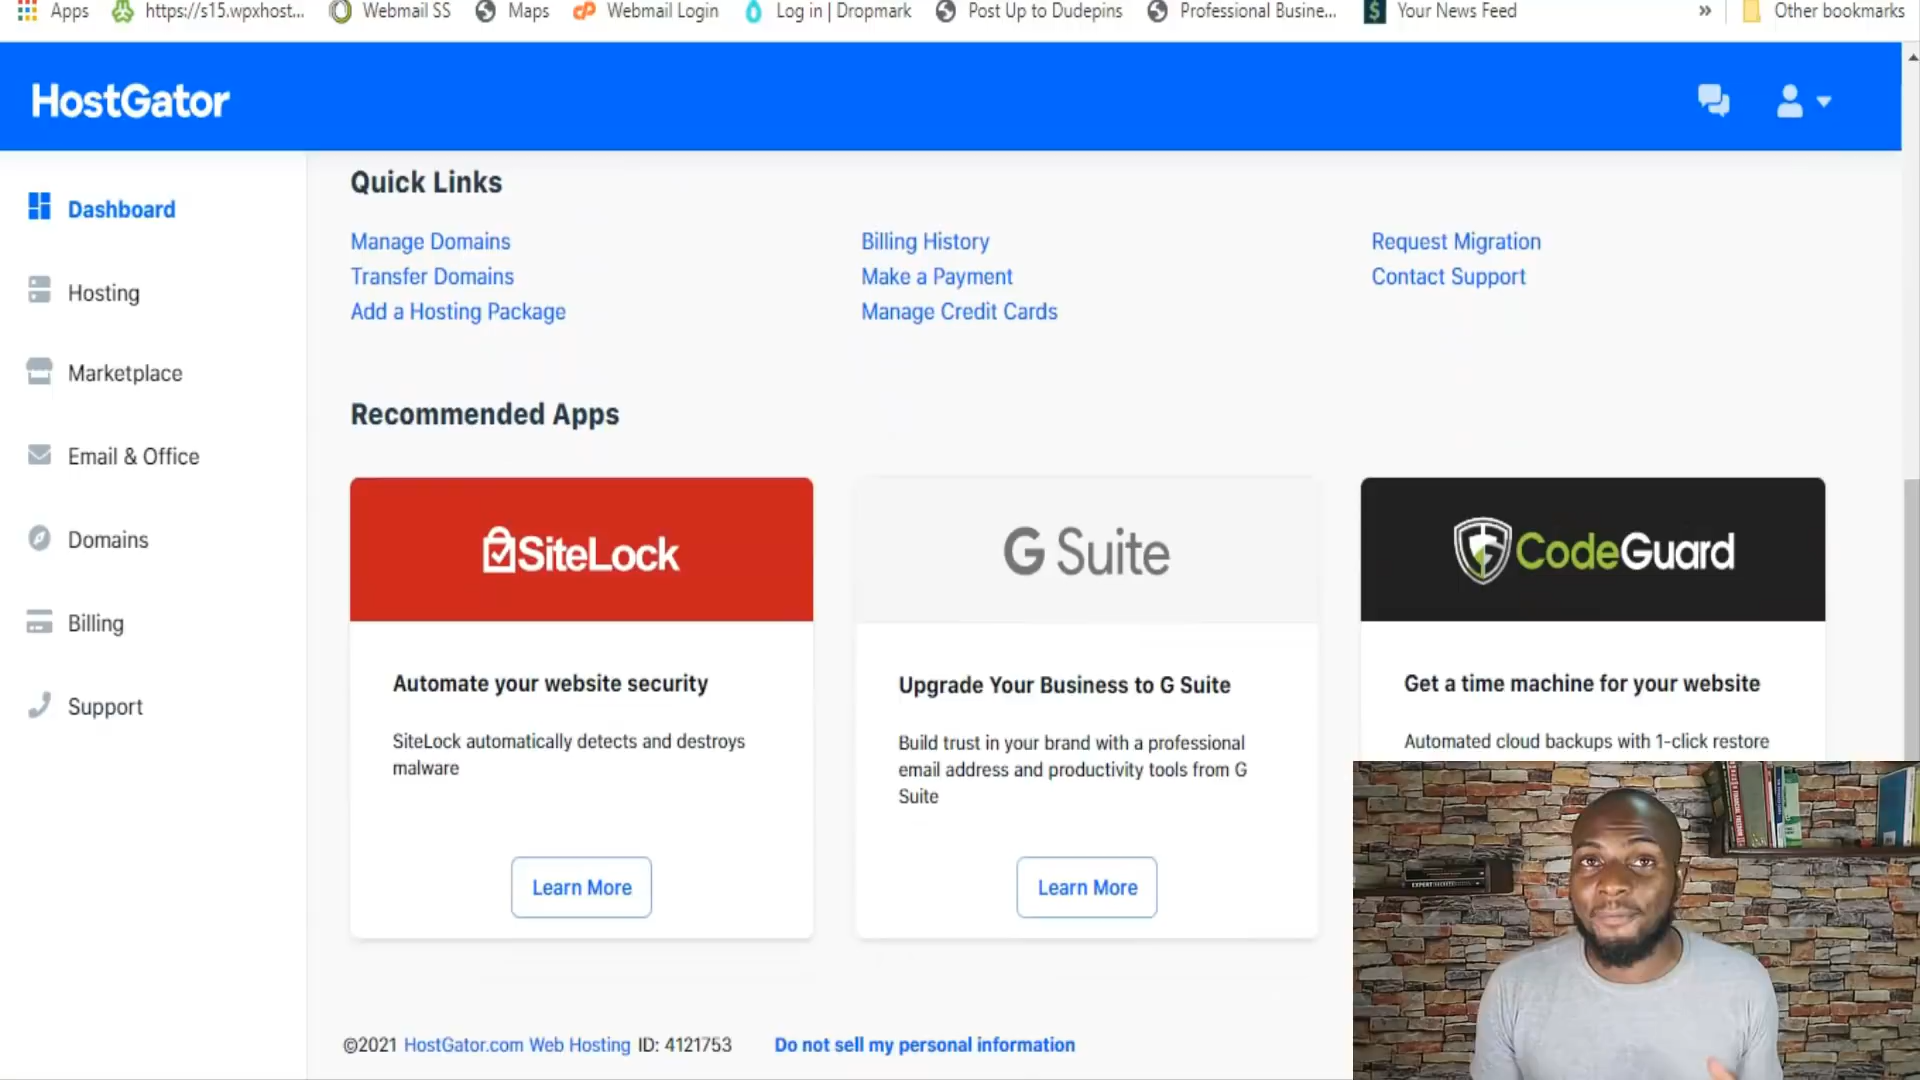 Apps https://s15.wpxhost... Webmail SS Maps cP Webmail Login Log in | Dropmark Post Up to Dudepins Professional Busine... $ Your News Feed » Other bookmarks
HostGator
Dashboard
Hosting
Marketplace
Email & Office
Domains
Billing
Support
Quick Links
Manage Domains
Transfer Domains
Add a Hosting Package
Billing History
Make a Payment
Manage Credit Cards
Request Migration
Contact Support
Recommended Apps
SiteLock
Automate your website security
SiteLock automatically detects and destroys
malware
Learn More
G Suite
Upgrade Your Business to G Suite
Build trust in your brand with a professional
email address and productivity tools from G
Suite
Learn More
CodeGuard
Get a time machine for your website
Automated cloud backups with 1-click restore
EXPERT SECRETS
©2021 HostGator.com Web Hosting ID: 4121753 Do not sell my personal information